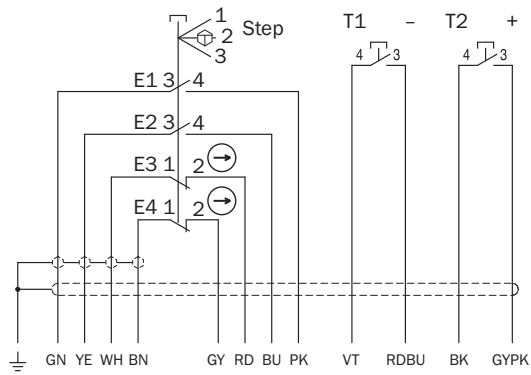 1
2 Step
3
T1 – T2 +
4 3 4 3
E1 3 4
E2 3 4
E3 1 2
E4 1 2
GN YE WH BN GY RD BU PK VT RDBU BK GYPK